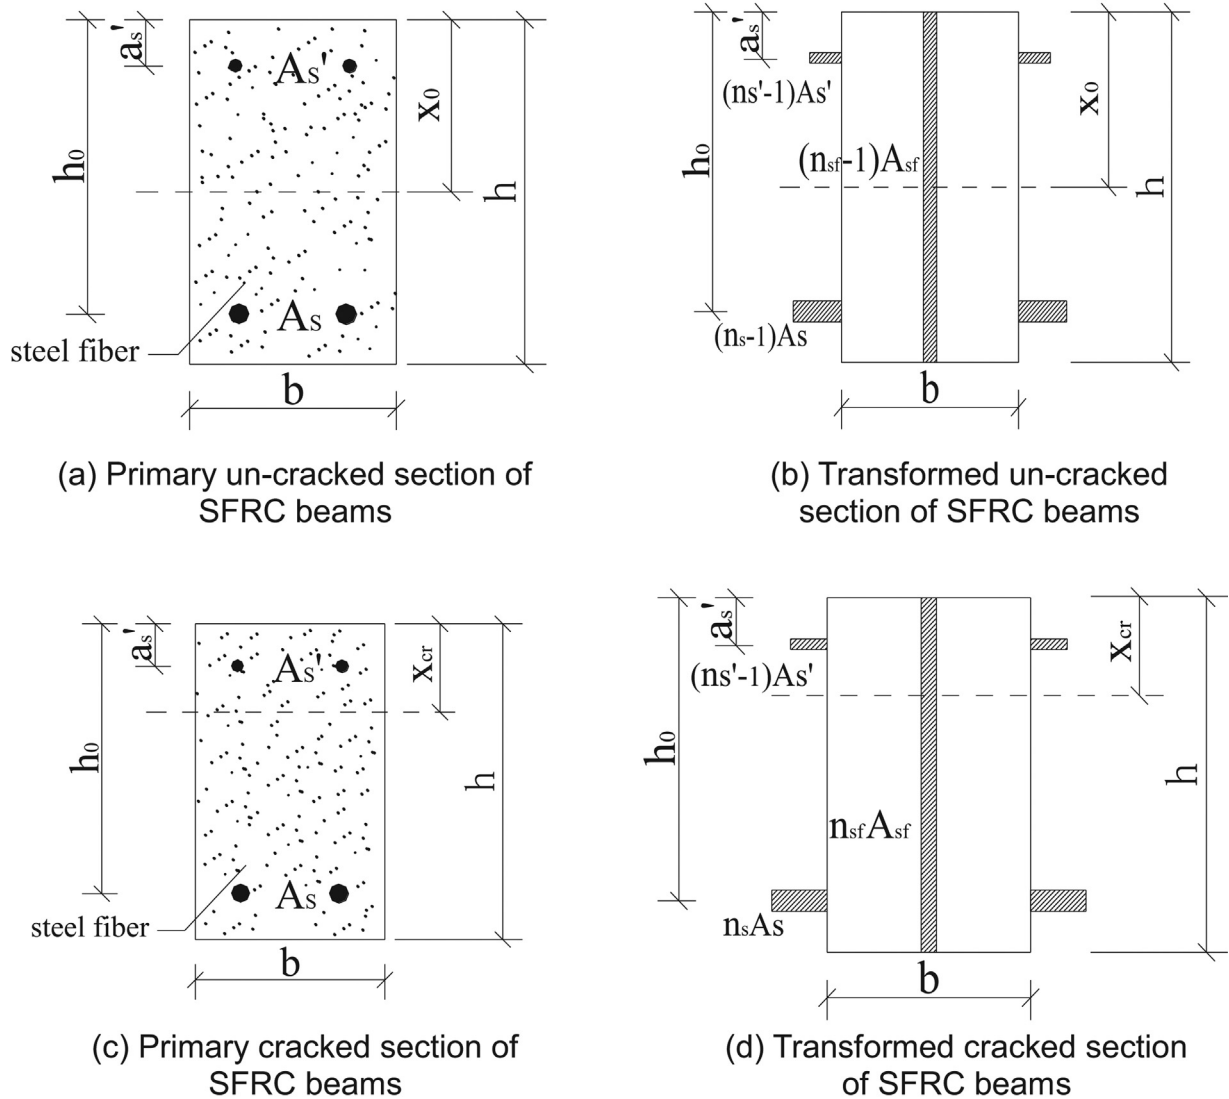 h0
as'
As'
x0
h
As
steel fiber
b
(a) Primary un-cracked section of
SFRC beams
h0
as'
(ns'-1)As'
(nsf-1)Asf
x0
h
(ns-1)As
b
(b) Transformed un-cracked
section of SFRC beams
h0
as'
As'
xcr
h
As
steel fiber
b
(c) Primary cracked section of
SFRC beams
h0
as'
(ns'-1)As'
xcr
h
nsfAsf
nsAs
b
(d) Transformed cracked section
of SFRC beams